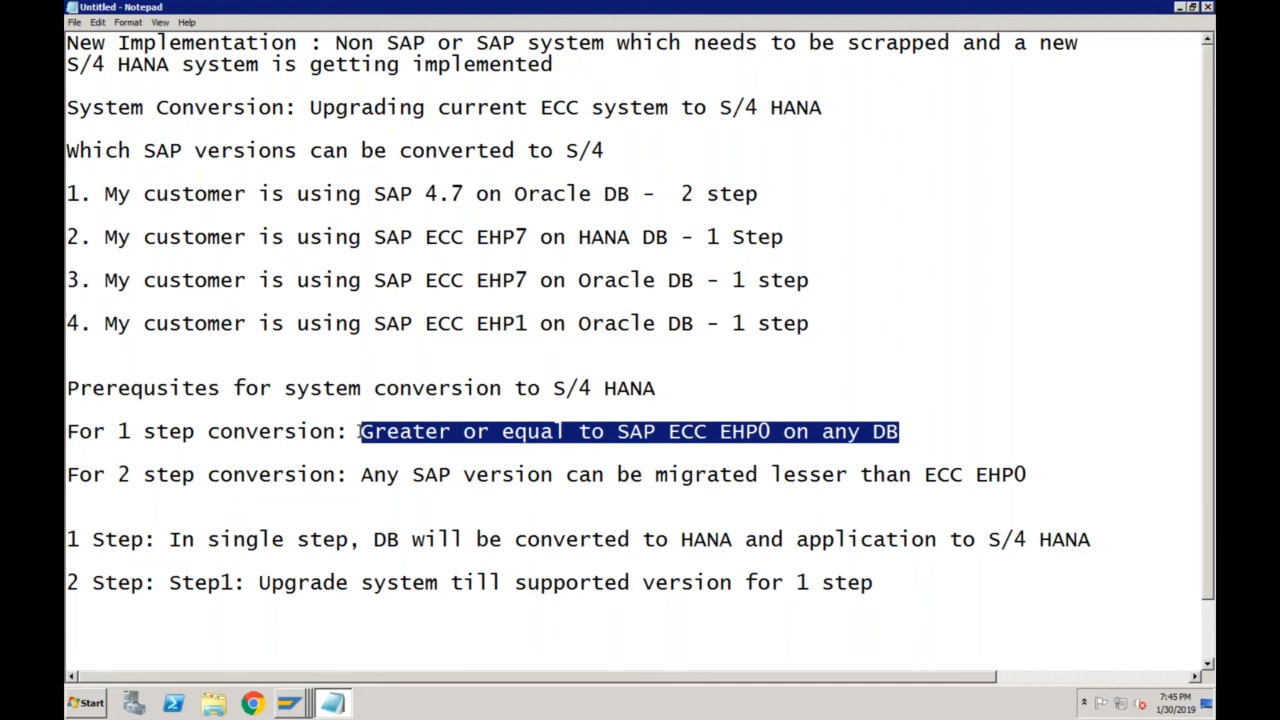 Untitled - Notepad
File Edit Format View Help
New Implementation : Non SAP or SAP system which needs to be scrapped and a new
S/4 HANA system is getting implemented
System Conversion: Upgrading current ECC system to S/4 HANA
Which SAP versions can be converted to S/4
1. My customer is using SAP 4.7 on Oracle DB -  2 step
2. My customer is using SAP ECC EHP7 on HANA DB - 1 Step
3. My customer is using SAP ECC EHP7 on Oracle DB - 1 step
4. My customer is using SAP ECC EHP1 on Oracle DB - 1 step
Prerequsites for system conversion to S/4 HANA
For 1 step conversion: Greater or equal to SAP ECC EHP0 on any DB
For 2 step conversion: Any SAP version can be migrated lesser than ECC EHP0
1 Step: In single step, DB will be converted to HANA and application to S/4 HANA
2 Step: Step1: Upgrade system till supported version for 1 step
Start
7:45 PM
1/30/2019